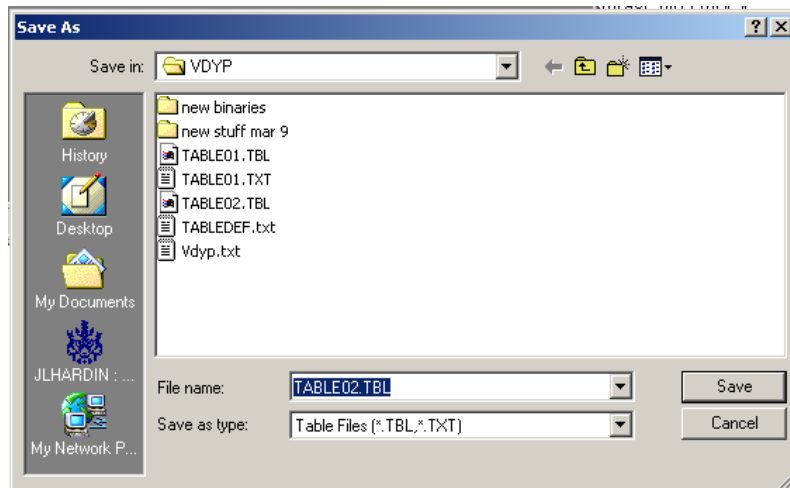 Save As
Save in:
VDYP
new binaries
new stuff mar 9
TABLE01.TBL
TABLE01.TXT
TABLE02.TBL
TABLEDEF.txt
Vdyp.txt
History
Desktop
My Documents
JLHARDIN : ...
My Network P...
File name:
TABLE02.TBL
Save
Save as type:
Table Files (*.TBL,*.TXT)
Cancel